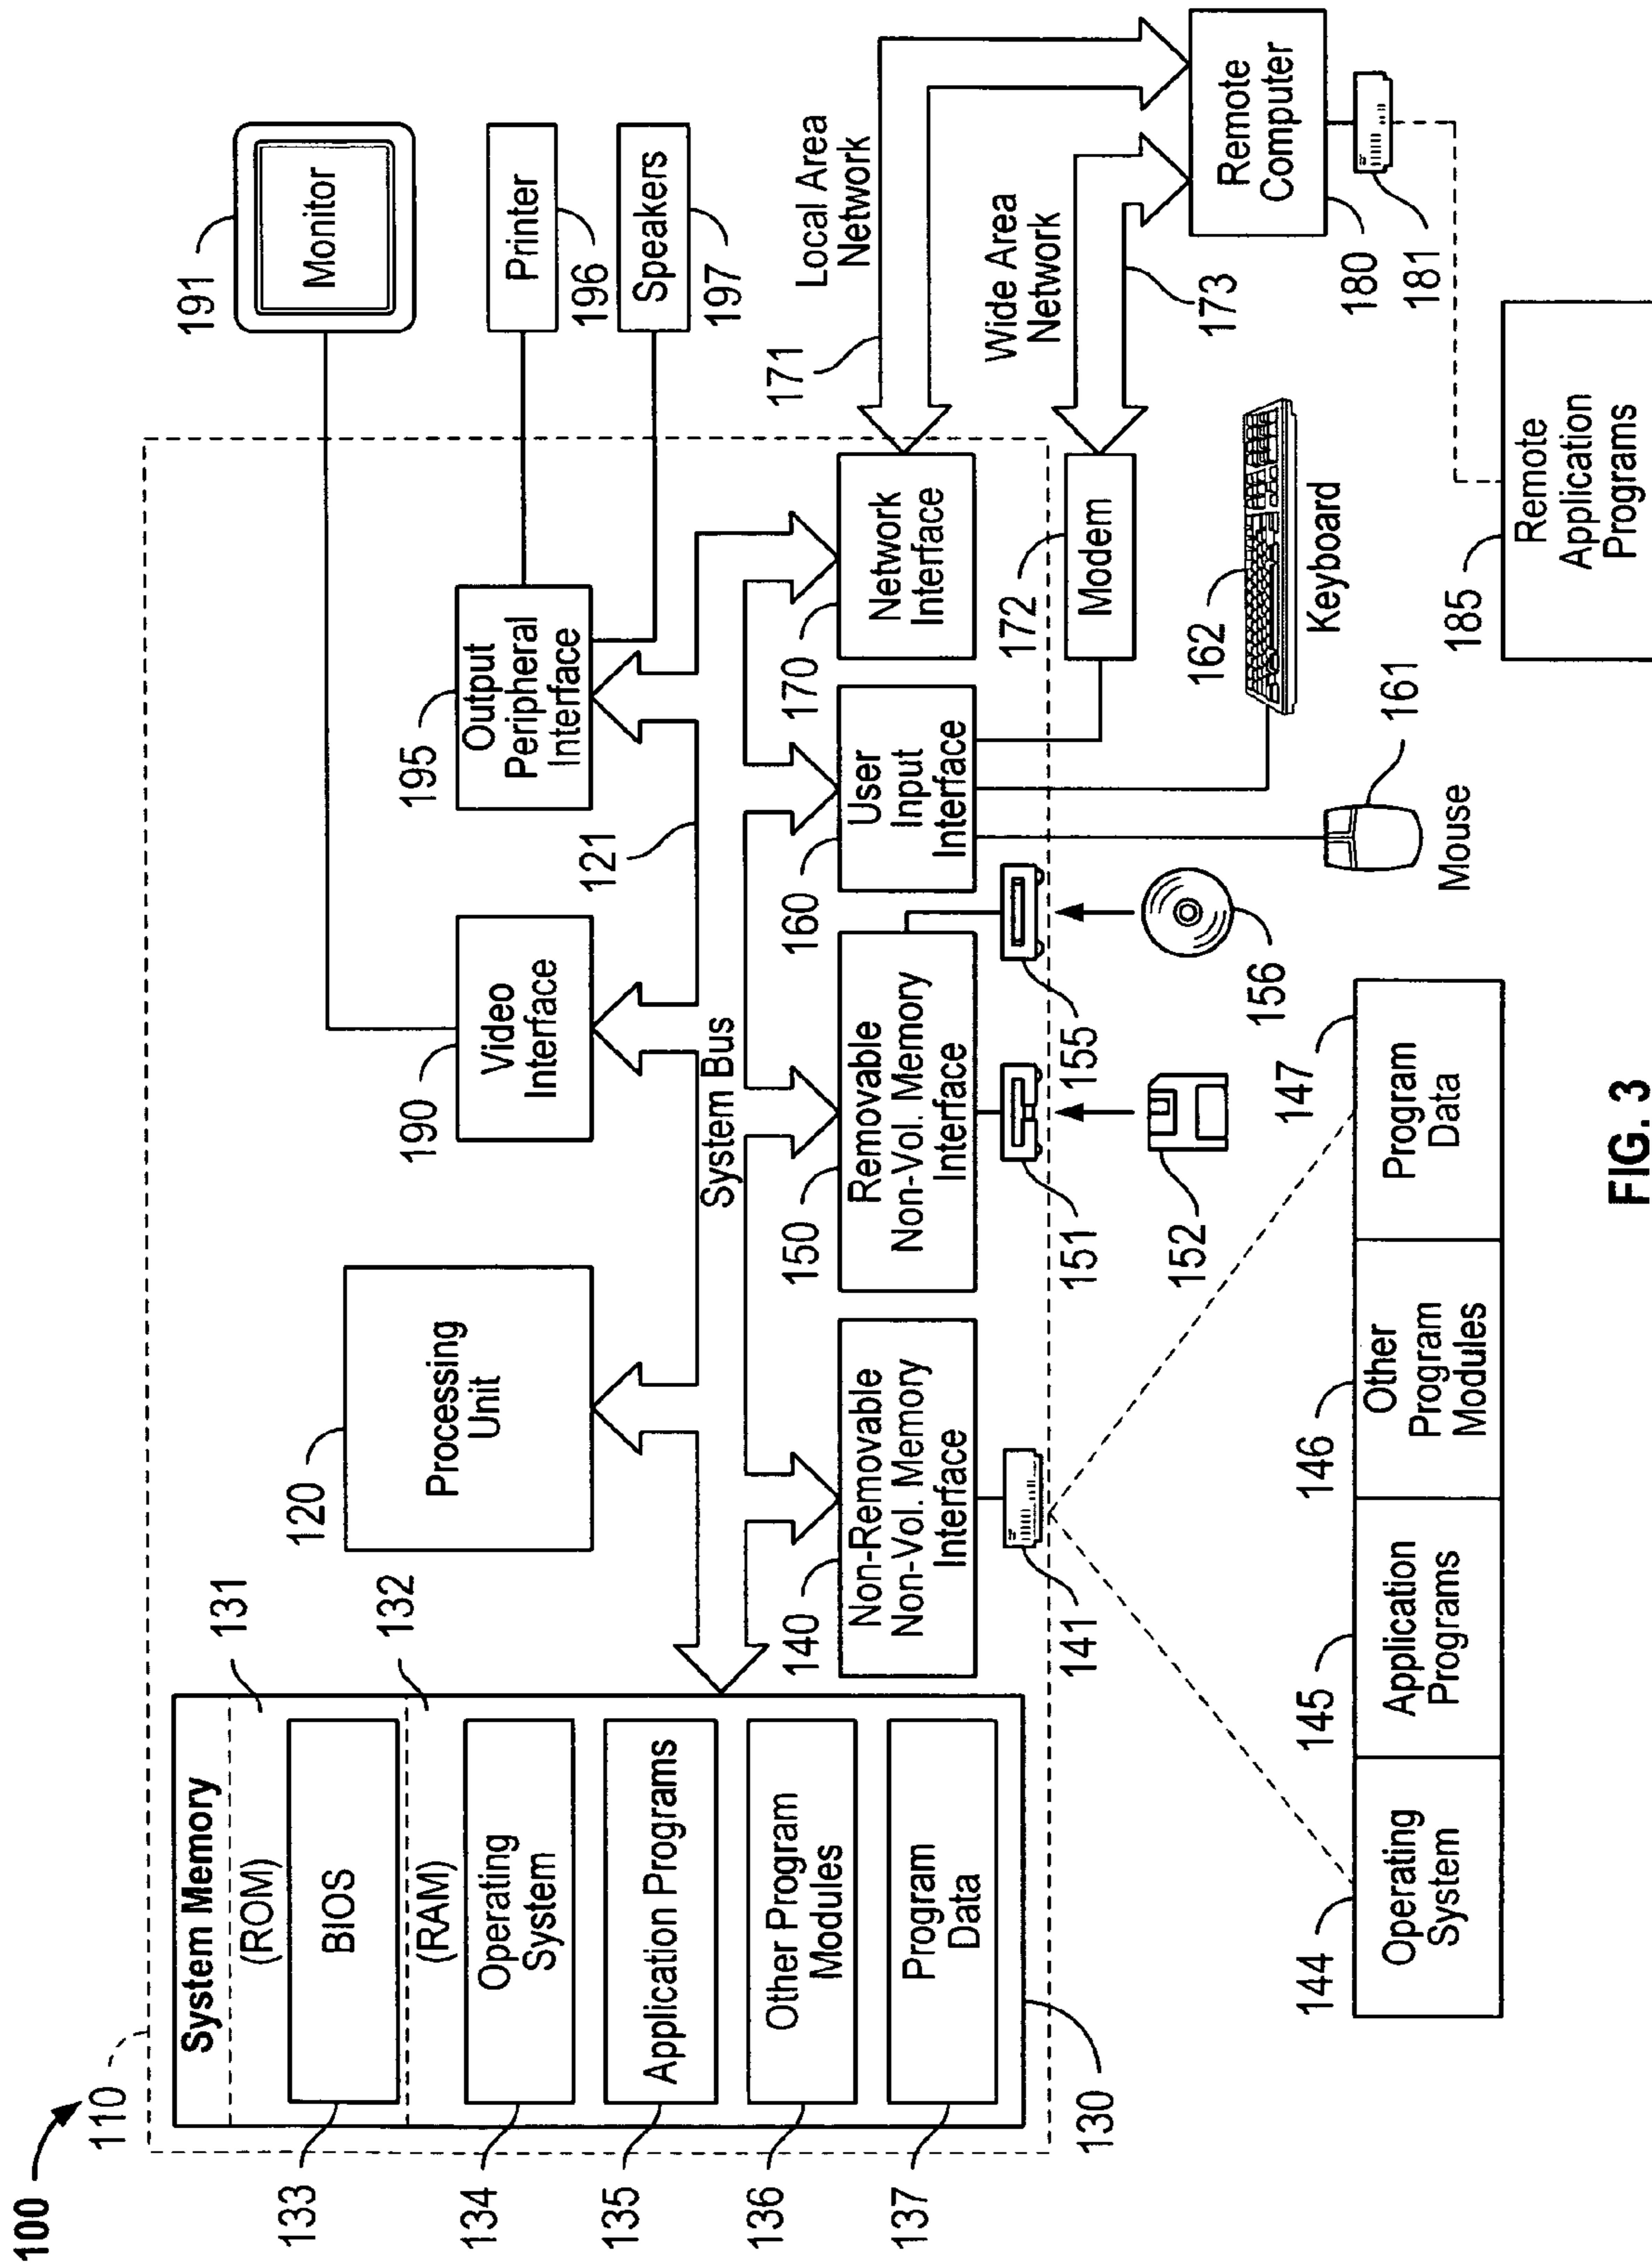 100
110
System Memory
(ROM)
131
BIOS
133
(RAM)
132
Operating
System
134
Application Programs
135
Other Program
Modules
136
Program
Data
137
130
120
Processing
Unit
190
Video
Interface
195
Output
Peripheral
Interface
191
Monitor
Printer
196
Speakers
197
121
System Bus
140
Non-Removable
Non-Vol. Memory
Interface
150
Removable
Non-Vol. Memory
Interface
160
User
Input
Interface
170
Network
Interface
171
Local Area
Network
141
151
155
152
156
172
Modem
Wide Area
Network
173
Remote
Computer
180
181
162
Keyboard
161
Mouse
144
Operating
System
145
Application
Programs
146
Other
Program
Modules
147
Program
Data
185
Remote
Application
Programs
FIG. 3